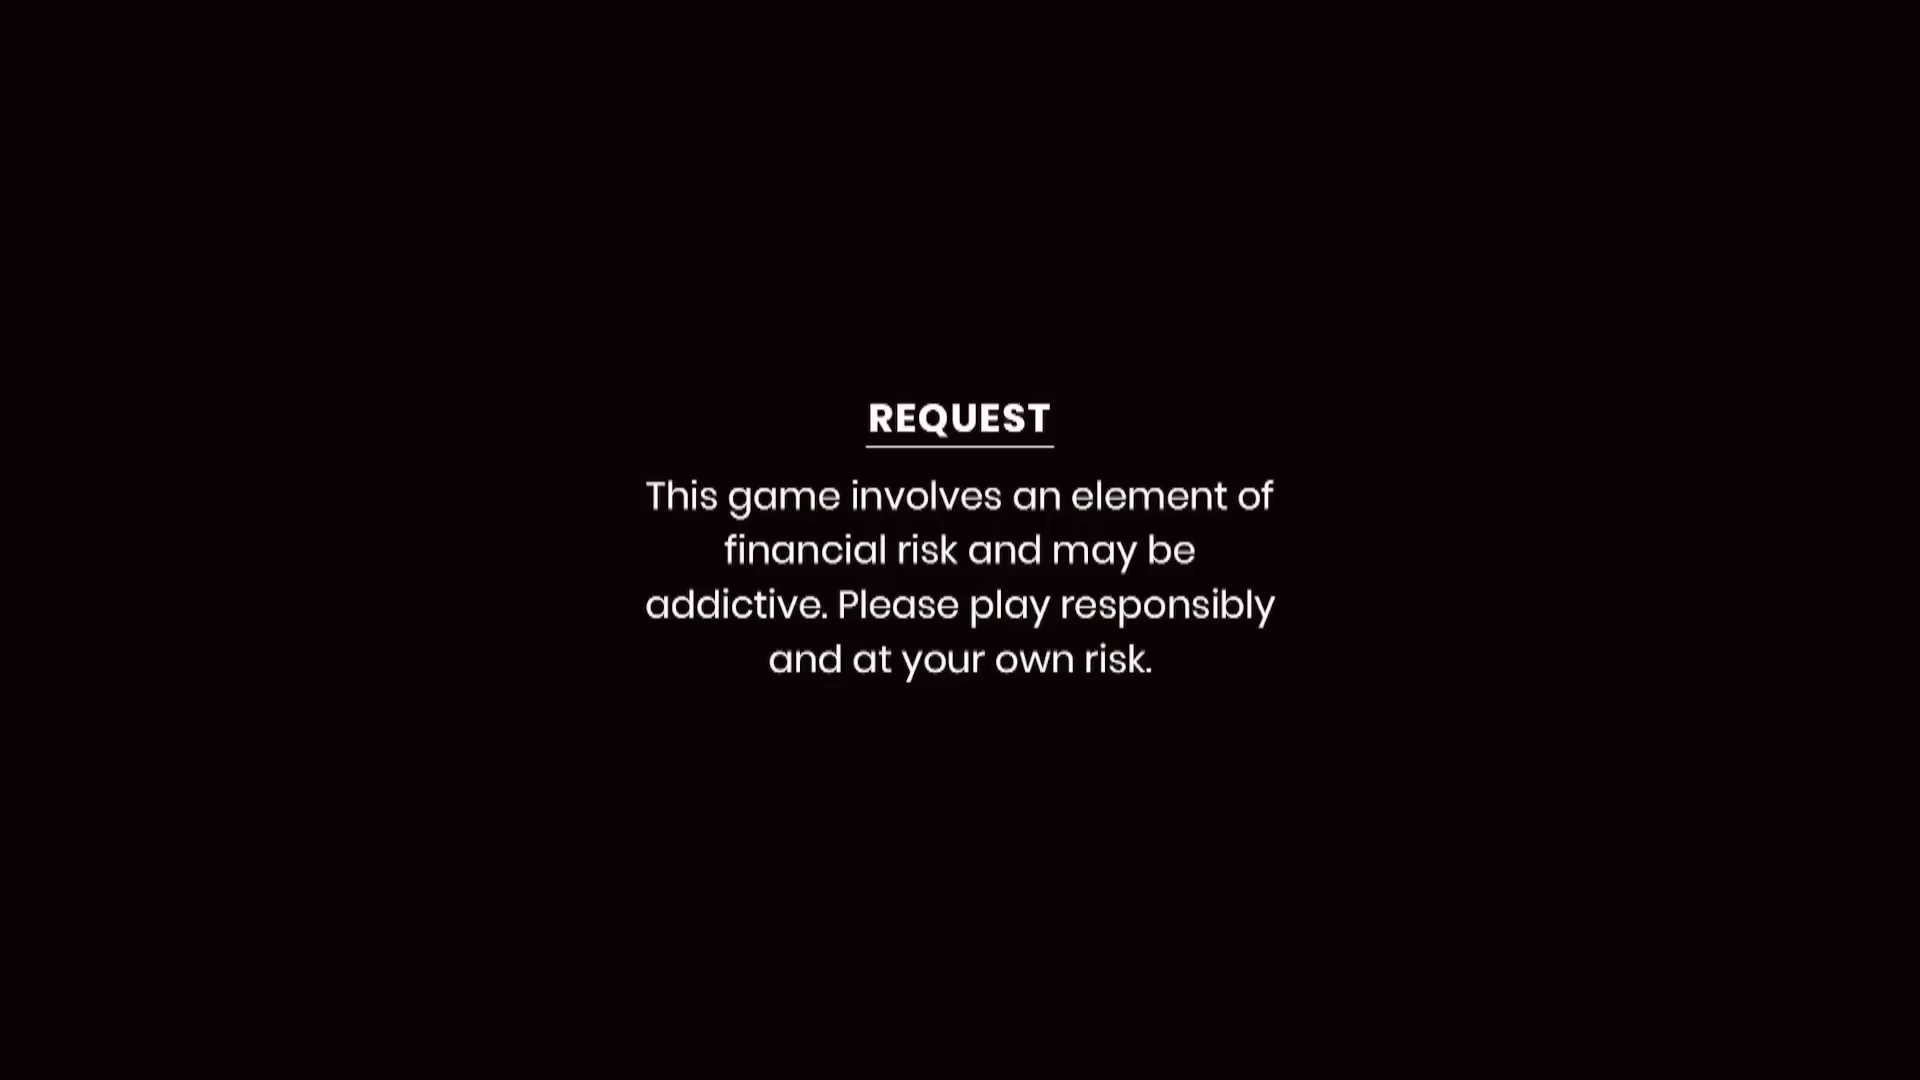 REQUEST
This game involves an element of
financial risk and may be
addictive. Please play responsibly
and at your own risk.